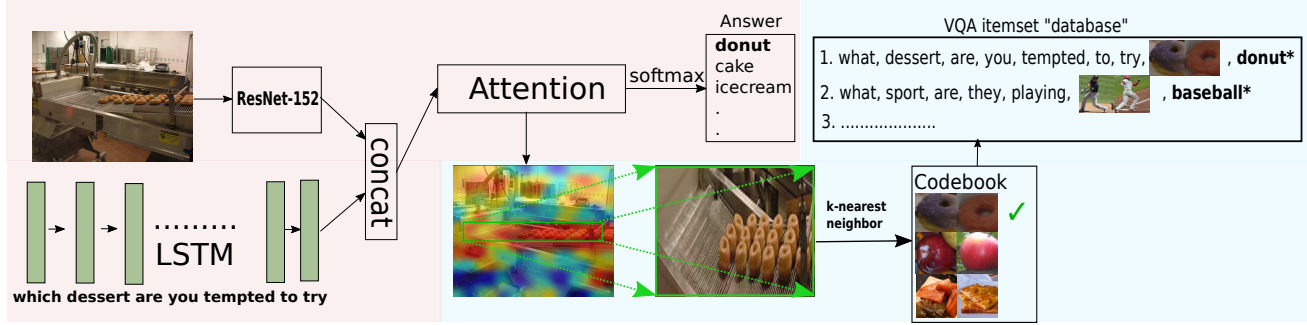 ResNet-152
concat
LSTM
which dessert are you tempted to try
Attention
softmax
Answer
donut
cake
icecream
.
.
VQA itemset "database"
1. what, dessert, are, you, tempted, to, try, , donut*
2. what, sport, are, they, playing, , baseball*
3. .....................
k-nearest
neighbor
Codebook
✓